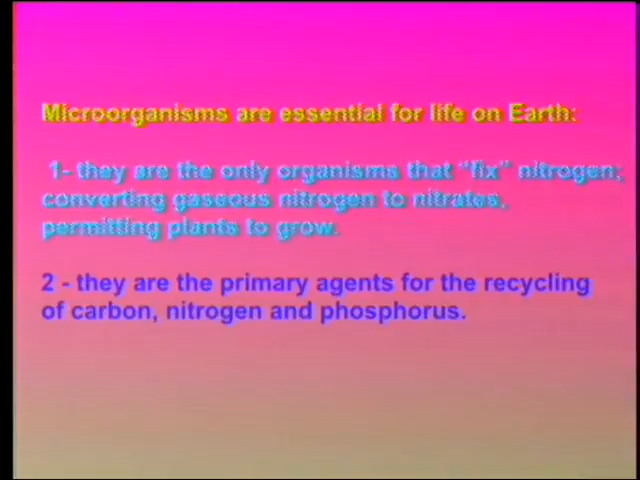 Microorganisms are essential for life on Earth:
1- they are the only organisms that “fix” nitrogen;
converting gaseous nitrogen to nitrates,
permitting plants to grow.
2 - they are the primary agents for the recycling
of carbon, nitrogen and phosphorus.